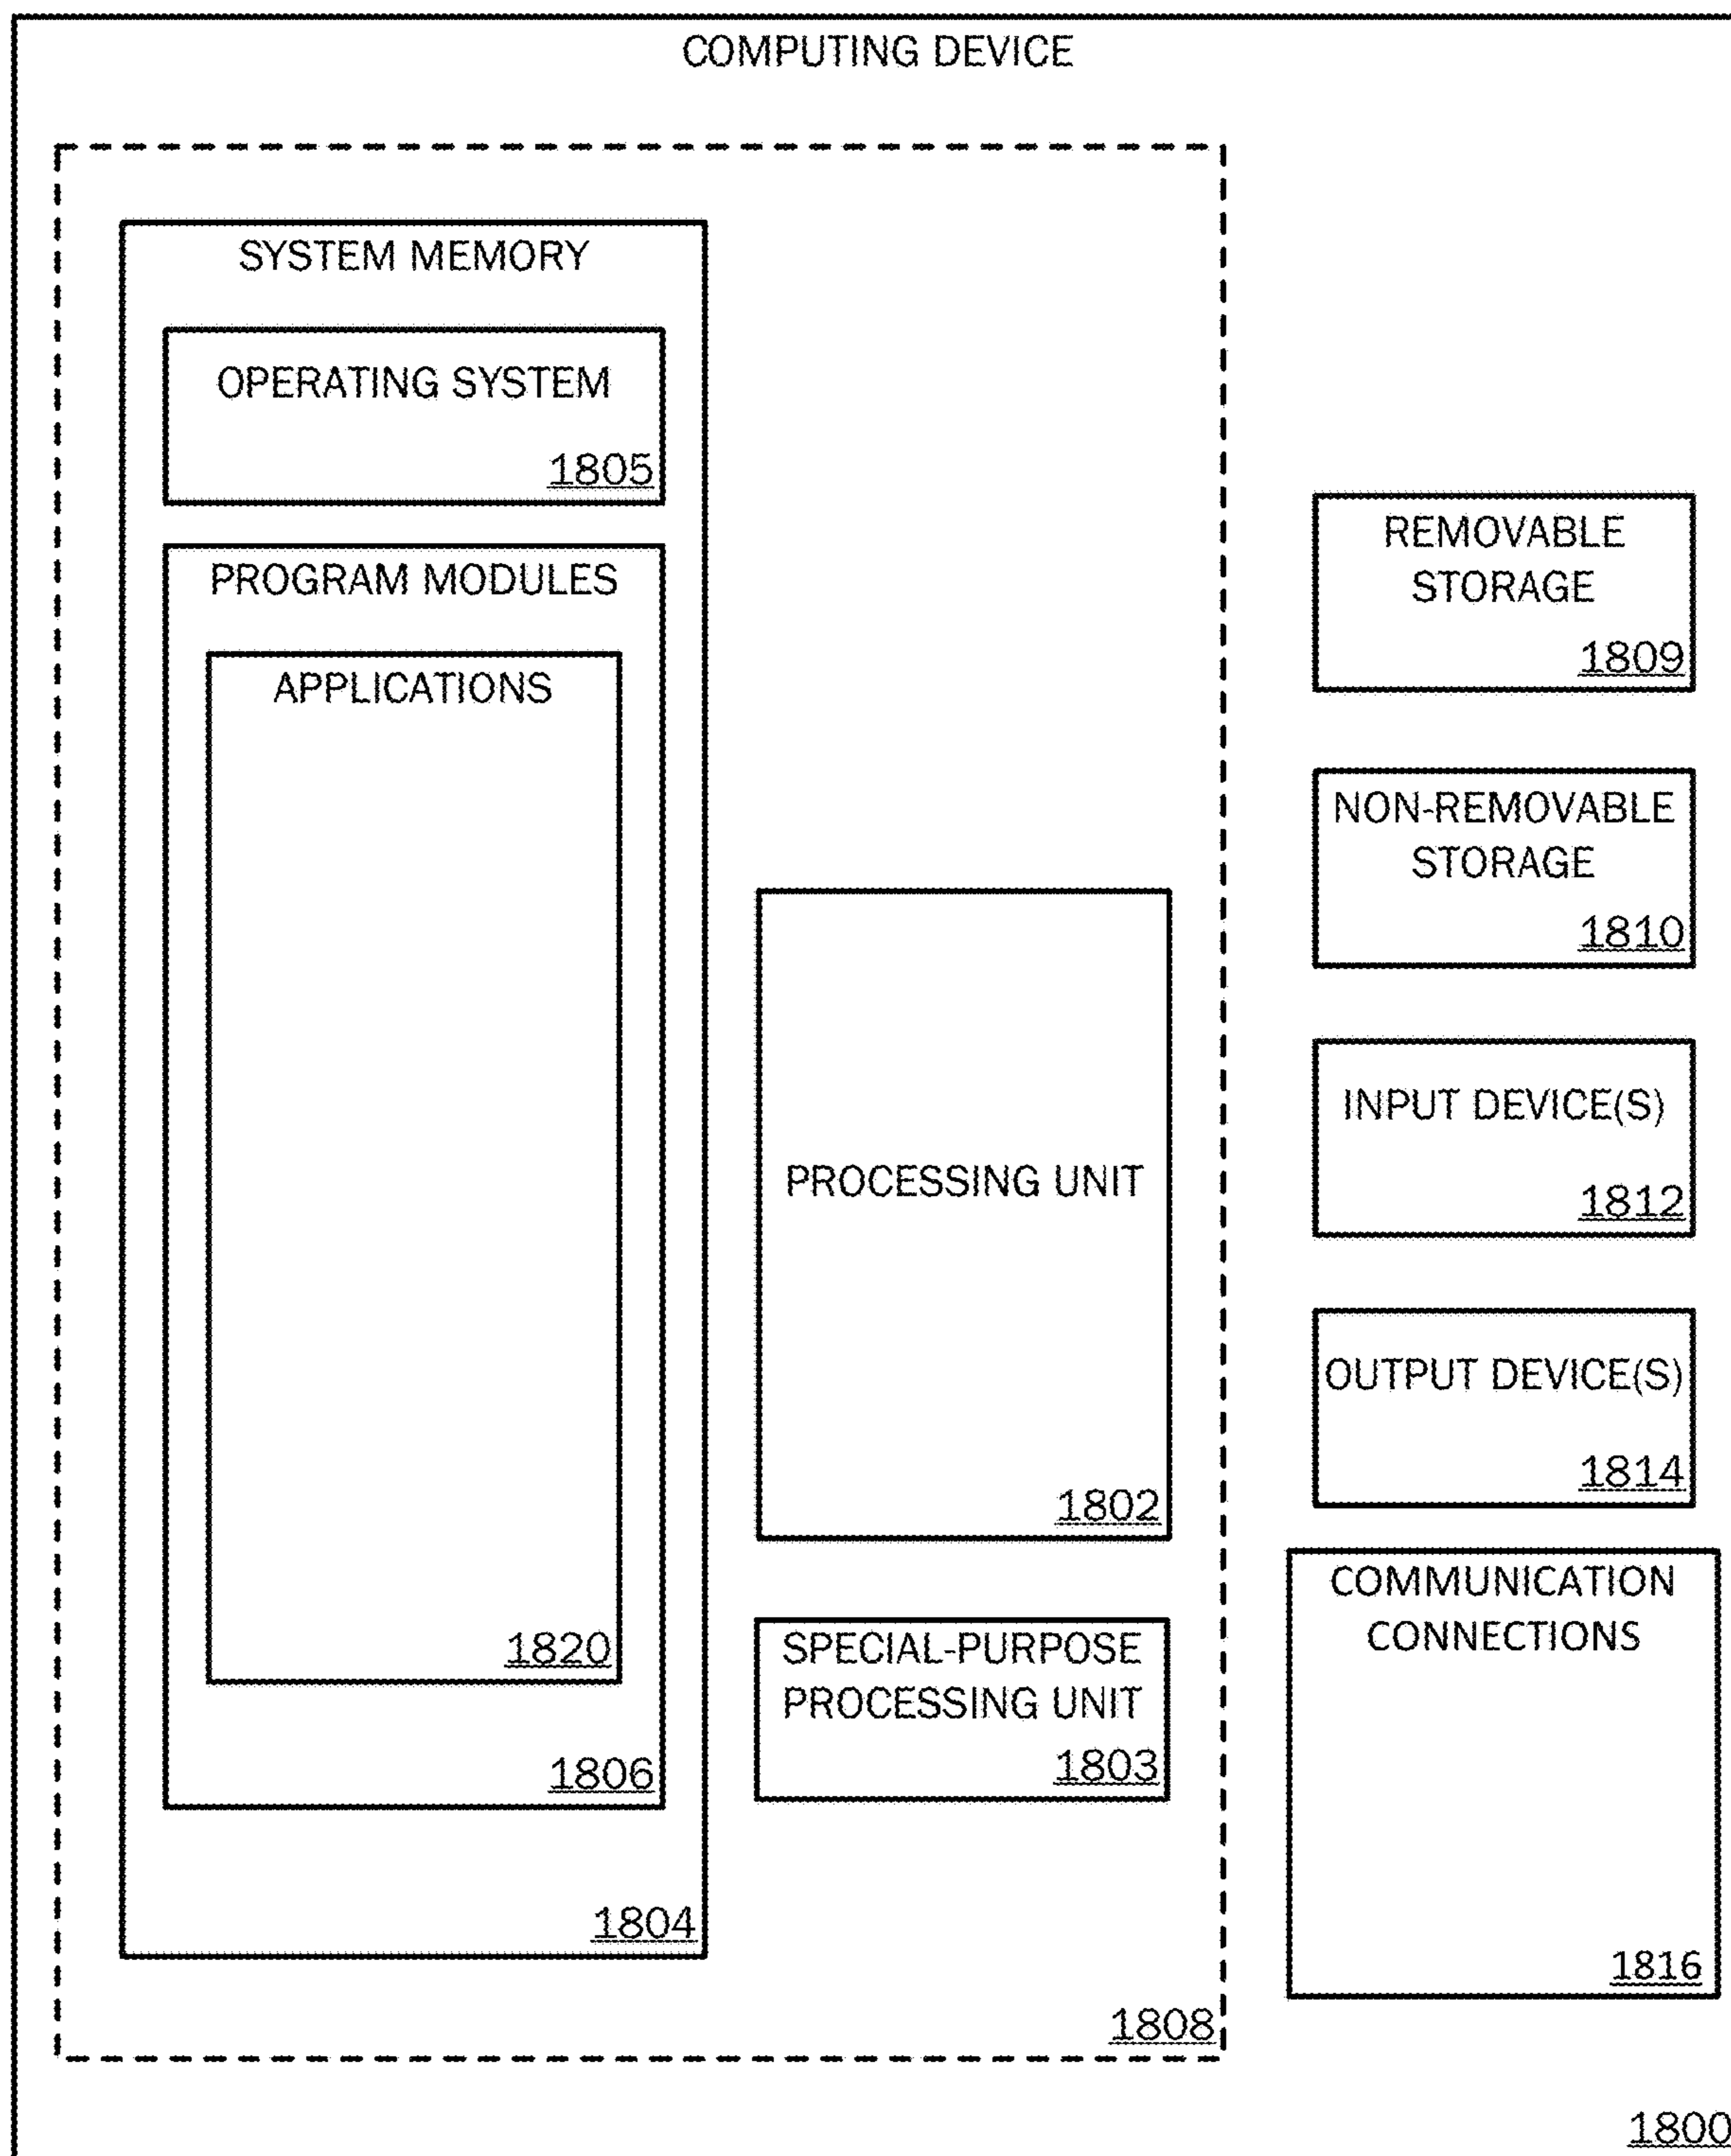 COMPUTING DEVICE
SYSTEM MEMORY
OPERATING SYSTEM
1805
PROGRAM MODULES
APPLICATIONS
1820
1806
1804
PROCESSING UNIT
1802
SPECIAL-PURPOSE
PROCESSING UNIT
1803
1808
REMOVABLE
STORAGE
1809
NON-REMOVABLE
STORAGE
1810
INPUT DEVICE(S)
1812
OUTPUT DEVICE(S)
1814
COMMUNICATION
CONNECTIONS
1816
1800